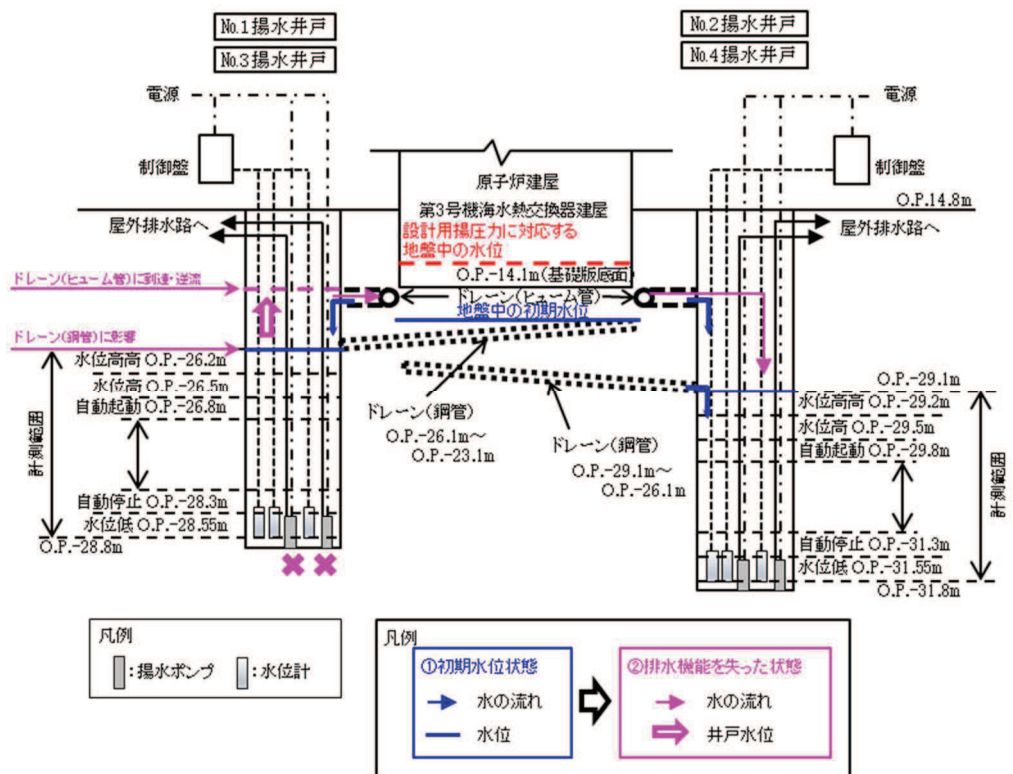 №1揚水井戸
№3揚水井戸
№2揚水井戸
№4揚水井戸
電源
電源
制御盤
制御盤
原子炉建屋
第3号機海水熱交換器建屋
設計用揚圧力に対応する
地盤中の水位
O.P.-14.1m(基礎版底面)
O.P.14.8m
屋外排水路へ
屋外排水路へ
ドレーン(ヒューム管)に到達・逆流
ドレーン(ヒューム管)
地盤中の初期水位
ドレーン(鋼管)に影響
水位高高 O.P.-26.2m
水位高 O.P.-26.5m
自動起動 O.P.-26.8m
計測範囲
自動停止 O.P.-28.3m
水位低 O.P.-28.55m
O.P.-28.8m
ドレーン(鋼管)
O.P.-26.1m～
O.P.-23.1m
ドレーン(鋼管)
O.P.-29.1m～
O.P.-26.1m
O.P.-29.1m
水位高高 O.P.-29.2m
水位高 O.P.-29.5m
自動起動 O.P.-29.8m
計測範囲
自動停止 O.P.-31.3m
水位低 O.P.-31.55m
O.P.-31.8m
凡例
:揚水ポンプ
:水位計
凡例
①初期水位状態
水の流れ
水位
②排水機能を失った状態
水の流れ
井戸水位